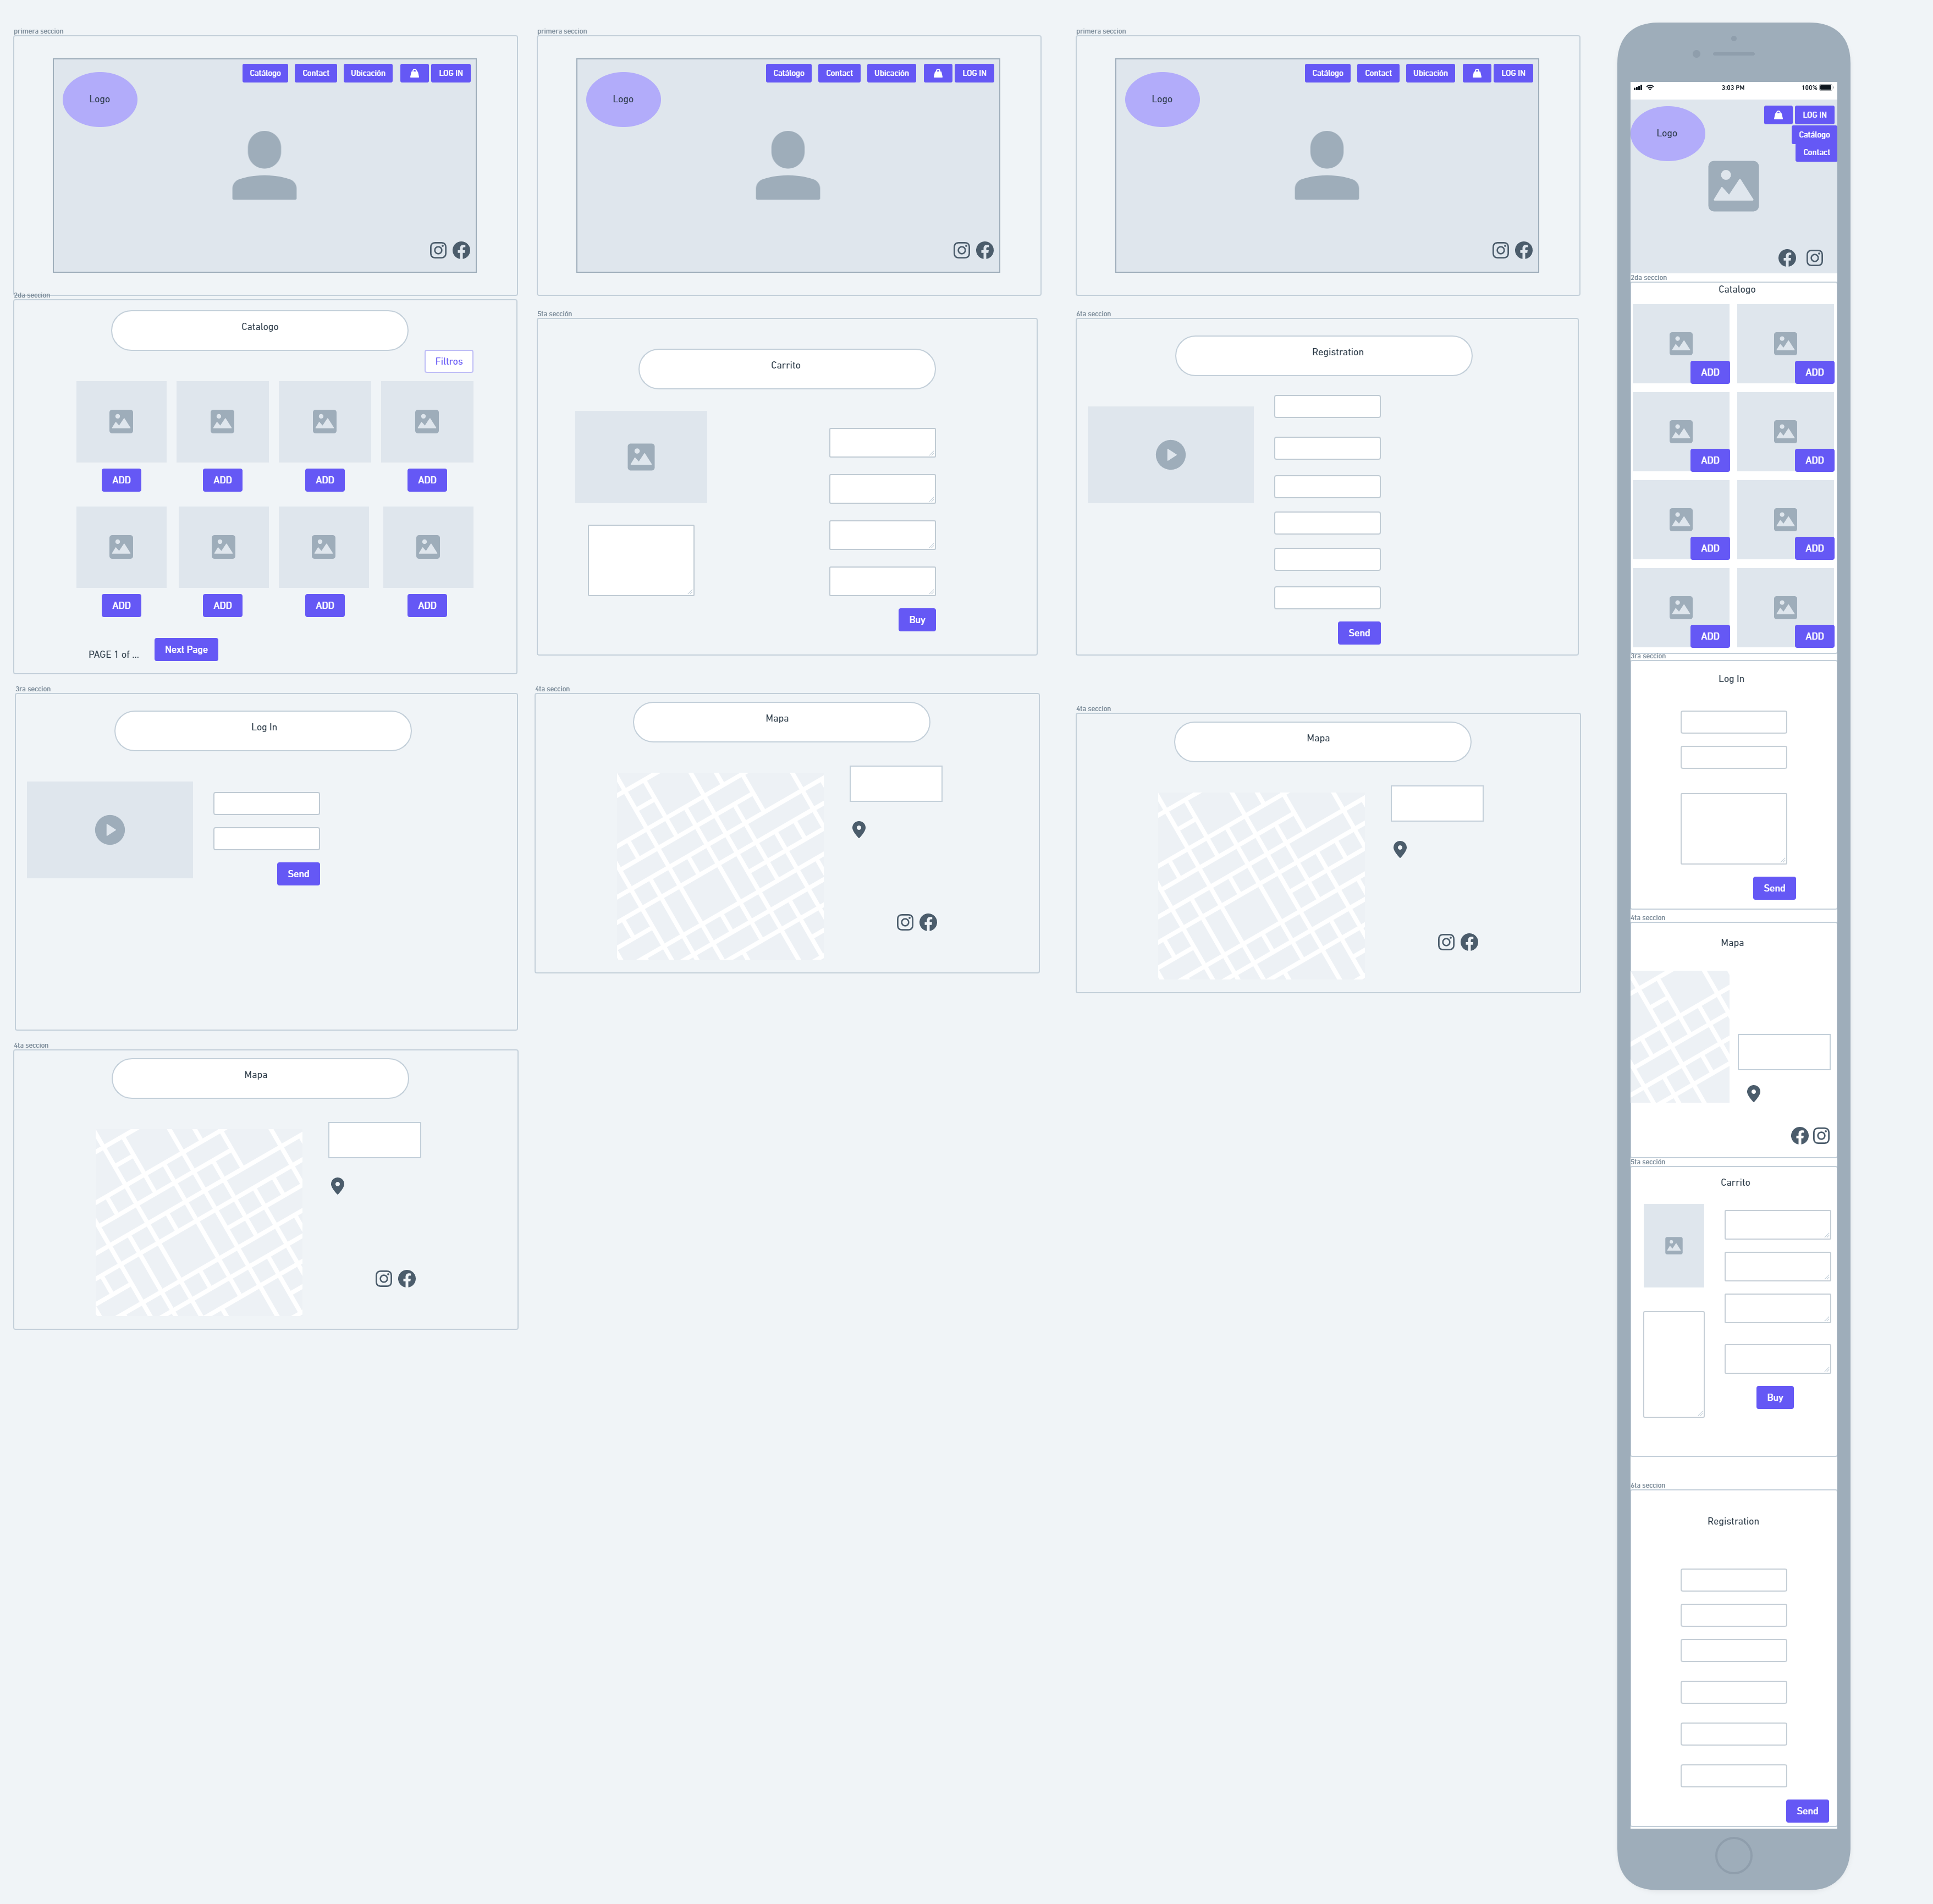 primera seccion
Logo
Catálogo
Contact
Ubicación
LOG IN
2da seccion
Catalogo
Filtros
ADD
ADD
ADD
ADD
ADD
ADD
ADD
ADD
PAGE 1 of ...
Next Page
3ra seccion
Log In
Send
4ta seccion
Mapa
primera seccion
Logo
Catálogo
Contact
Ubicación
LOG IN
5ta sección
Carrito
Buy
4ta seccion
Mapa
primera seccion
Logo
Catálogo
Contact
Ubicación
LOG IN
6ta seccion
Registration
Send
4ta seccion
Mapa
3:03 PM
100%
Logo
LOG IN
Catálogo
Contact
2da seccion
Catalogo
ADD
ADD
ADD
ADD
ADD
ADD
ADD
ADD
3ra seccion
Log In
Send
4ta seccion
Mapa
5ta sección
Carrito
Buy
6ta seccion
Registration
Send